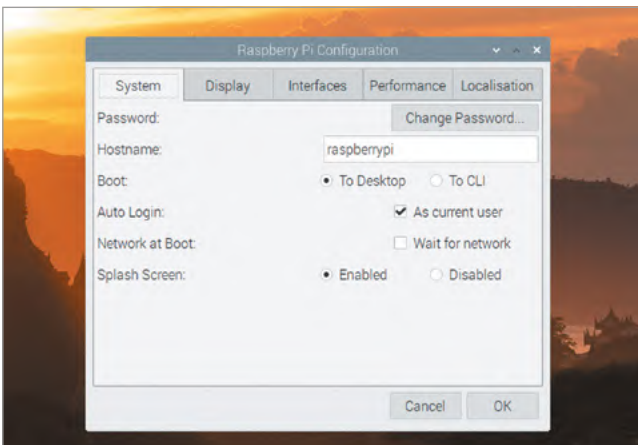 Raspberry Pi Configuration
System Display Interfaces Performance Localisation
Password: Change Password...
Hostname: raspberrypi
Boot: To Desktop To CLI
Auto Login: As current user
Network at Boot: Wait for network
Splash Screen: Enabled Disabled
Cancel OK